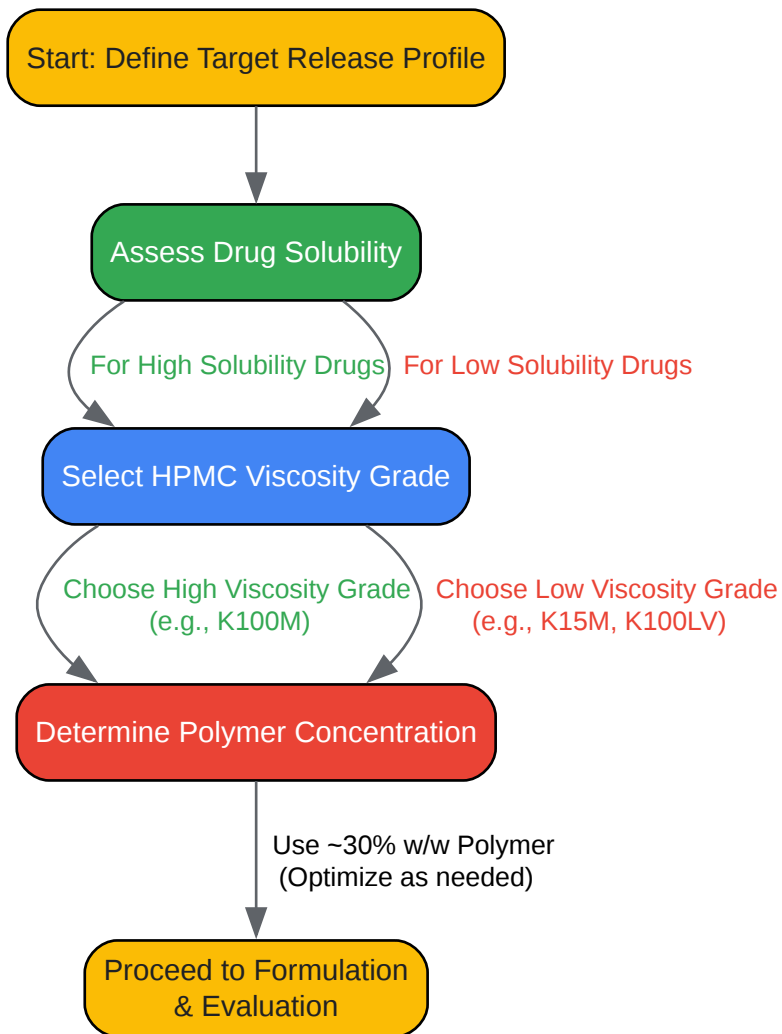 Start: Define Target Release Profile
Assess Drug Solubility
For High Solubility Drugs
For Low Solubility Drugs
Select HPMC Viscosity Grade
Choose High Viscosity Grade
(e.g., K100M)
Choose Low Viscosity Grade
(e.g., K15M, K100LV)
Determine Polymer Concentration
Use ~30% w/w Polymer
(Optimize as needed)
Proceed to Formulation
& Evaluation